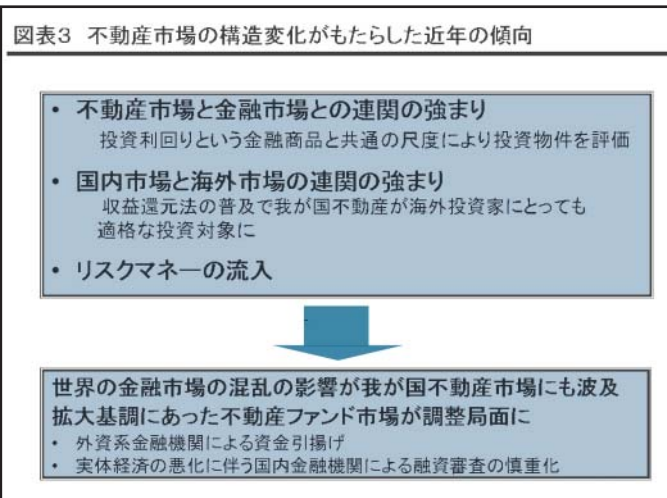 図表3 不動産市場の構造変化がもたらした近年の傾向
• 不動産市場と金融市場との連関の強まり
投資利回りという金融商品と共通の尺度により投資物件を評価
• 国内市場と海外市場の連関の強まり
収益還元法の普及で我が国不動産が海外投資家にとっても
適格な投資対象に
• リスクマネーの流入
世界の金融市場の混乱の影響が我が国不動産市場にも波及
拡大基調にあった不動産ファンド市場が調整局面に
• 外資系金融機関による資金引揚げ
• 実体経済の悪化に伴う国内金融機関による融資審査の慎重化